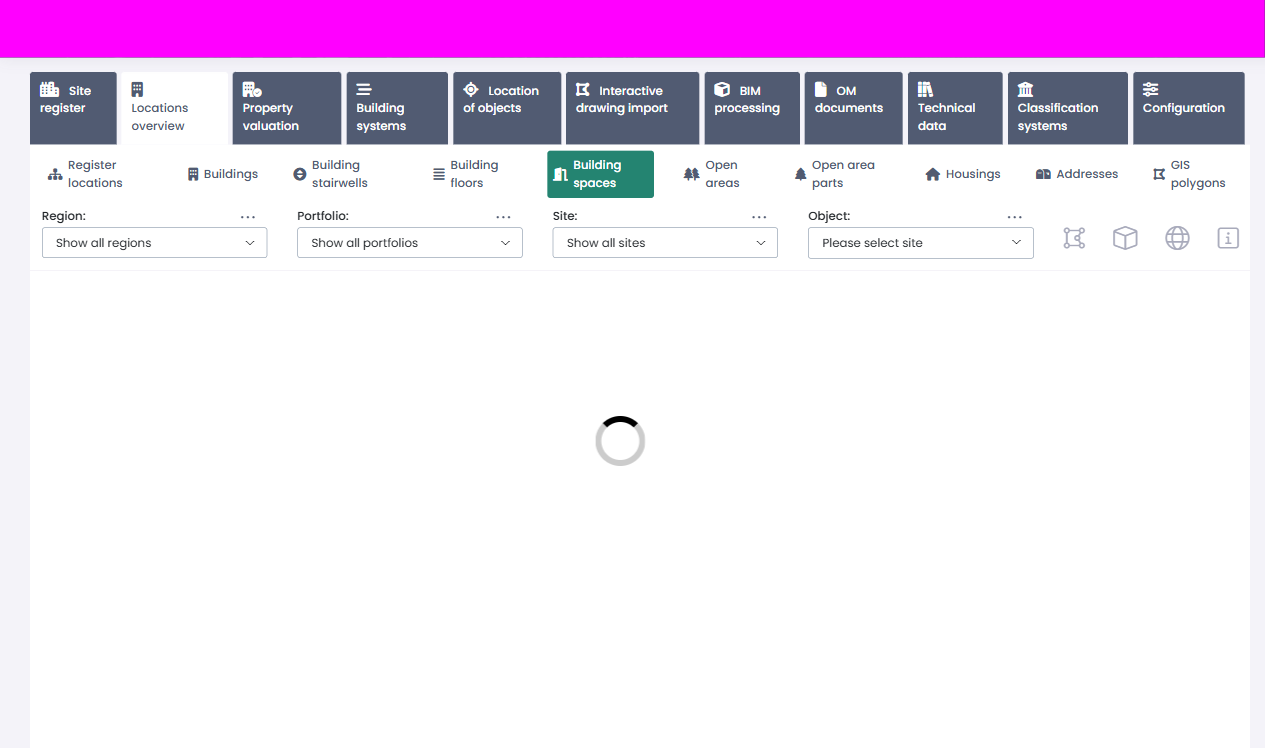 Site
register
Locations
overview
Property
valuation
Building
systems
Location
of objects
Interactive
drawing import
BIM
processing
OM
documents
Technical
data
Classification
systems
Configuration
Register
locations
Buildings
Building
stairwells
Building
floors
Building
spaces
Open
areas
Open area
parts
Housings
Addresses
GIS
polygons
Region: ...
Portfolio: ...
Site: ...
Object: ...
Show all regions
Show all portfolios
Show all sites
Please select site